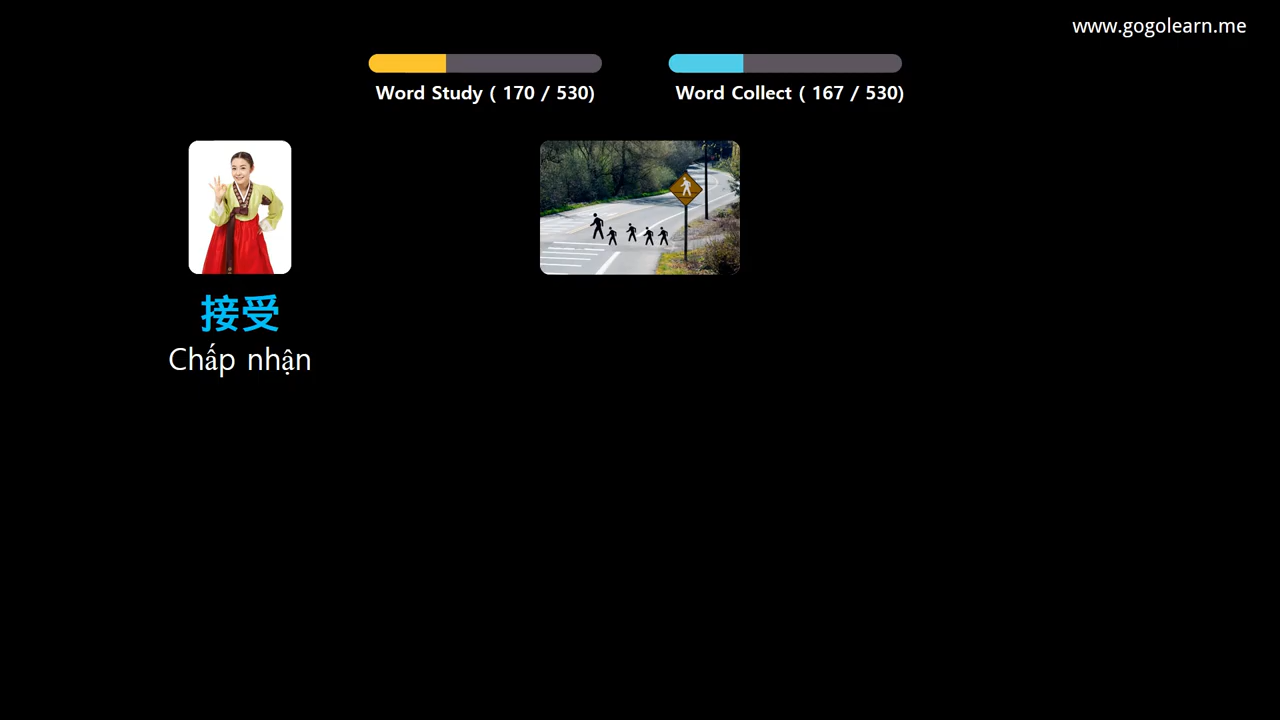 www.gogolearn.me
Word Study ( 170 / 530)
Word Collect ( 167 / 530)
接受
Chấp nhận